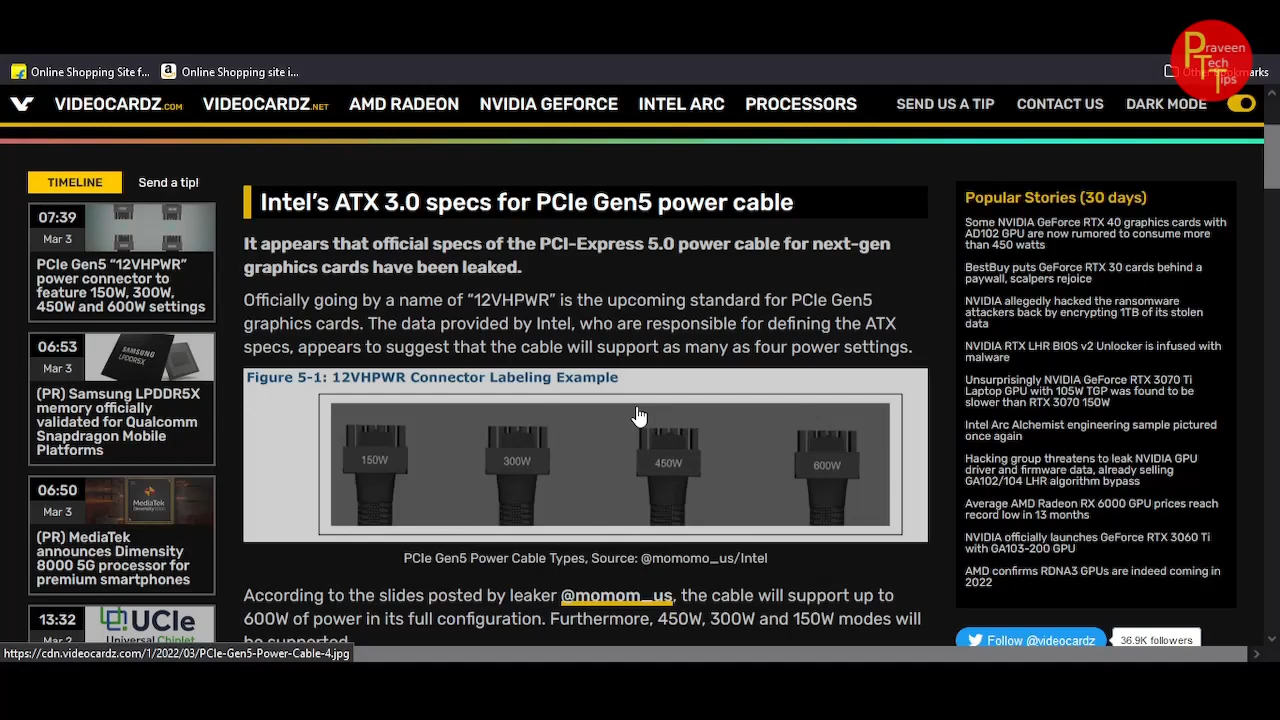 Praveen
Tech
Tips
Online Shopping Site f...
Online Shopping site i...
Other bookmarks
VIDEOCARDZ.COM
VIDEOCARDZ.NET
AMD RADEON
NVIDIA GEFORCE
INTEL ARC
PROCESSORS
SEND US A TIP
CONTACT US
DARK MODE
TIMELINE
Send a tip!
07:39
Mar 3
PCIe Gen5 “12VHPWR”
power connector to
feature 150W, 300W,
450W and 600W settings
06:53
Mar 3
SAMSUNG
LPDDR5X
(PR) Samsung LPDDR5X
memory officially
validated for Qualcomm
Snapdragon Mobile
Platforms
06:50
Mar 3
MEDIATEK
(PR) MediaTek
announces Dimensity
8000 5G processor for
premium smartphones
13:32
Mar 2
UCIe
Universal Chiplet
Intel’s ATX 3.0 specs for PCIe Gen5 power cable
It appears that official specs of the PCI-Express 5.0 power cable for next-gen
graphics cards have been leaked.
Officially going by a name of “12VHPWR” is the upcoming standard for PCIe Gen5
graphics cards. The data provided by Intel, who are responsible for defining the ATX
specs, appears to suggest that the cable will support as many as four power settings.
Figure 5-1: 12VHPWR Connector Labeling Example
150W
300W
450W
600W
PCIe Gen5 Power Cable Types, Source: @momomo_us/Intel
According to the slides posted by leaker @momom_us, the cable will support up to
600W of power in its full configuration. Furthermore, 450W, 300W and 150W modes will
be supported.
Popular Stories (30 days)
Some NVIDIA GeForce RTX 40 graphics cards with
AD102 GPU are now rumored to consume more
than 450 watts
BestBuy puts GeForce RTX 30 cards behind a
paywall, scalpers rejoice
NVIDIA allegedly hacked the ransomware
attackers back by encrypting 1TB of its stolen
data
NVIDIA RTX LHR BIOS v2 Unlocker is infused with
malware
Unsurprisingly NVIDIA GeForce RTX 3070 Ti
Laptop GPU with 105W TGP was found to be
slower than RTX 3070 150W
Intel Arc Alchemist engineering sample pictured
once again
Hacking group threatens to leak NVIDIA GPU
driver and firmware data, already selling
GA102/104 LHR algorithm bypass
Average AMD Radeon RX 6000 GPU prices reach
record low in 13 months
NVIDIA officially launches GeForce RTX 3060 Ti
with GA103-200 GPU
AMD confirms RDNA3 GPUs are indeed coming in
2022
Follow @videocardz
36.9K followers
https://cdn.videocardz.com/1/2022/03/PCIe-Gen5-Power-Cable-4.jpg